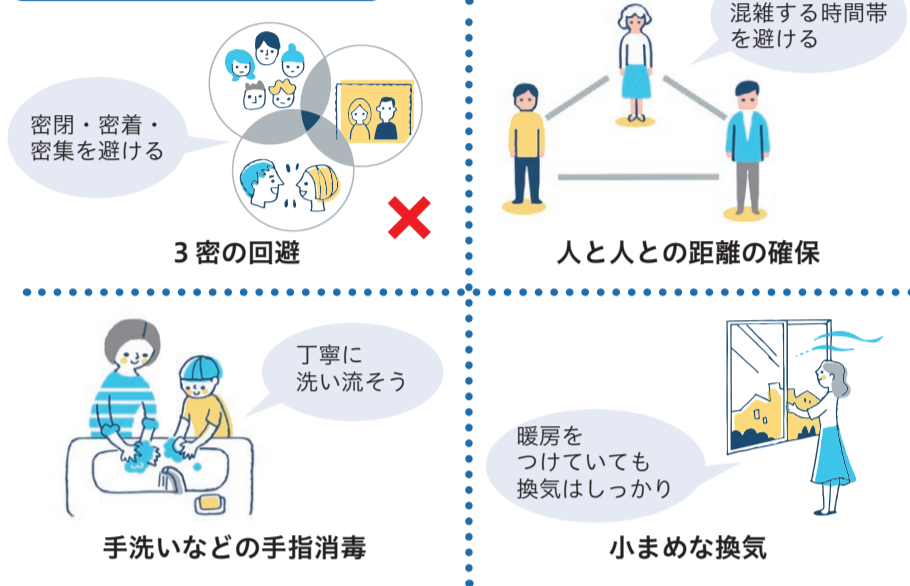 密閉・密着・
密集を避ける
3密の回避
混雑する時間帯
を避ける
人と人との距離の確保
丁寧に
洗い流そう
手洗いなどの手指消毒
暖房を
つけていても
換気はしっかり
小まめな換気